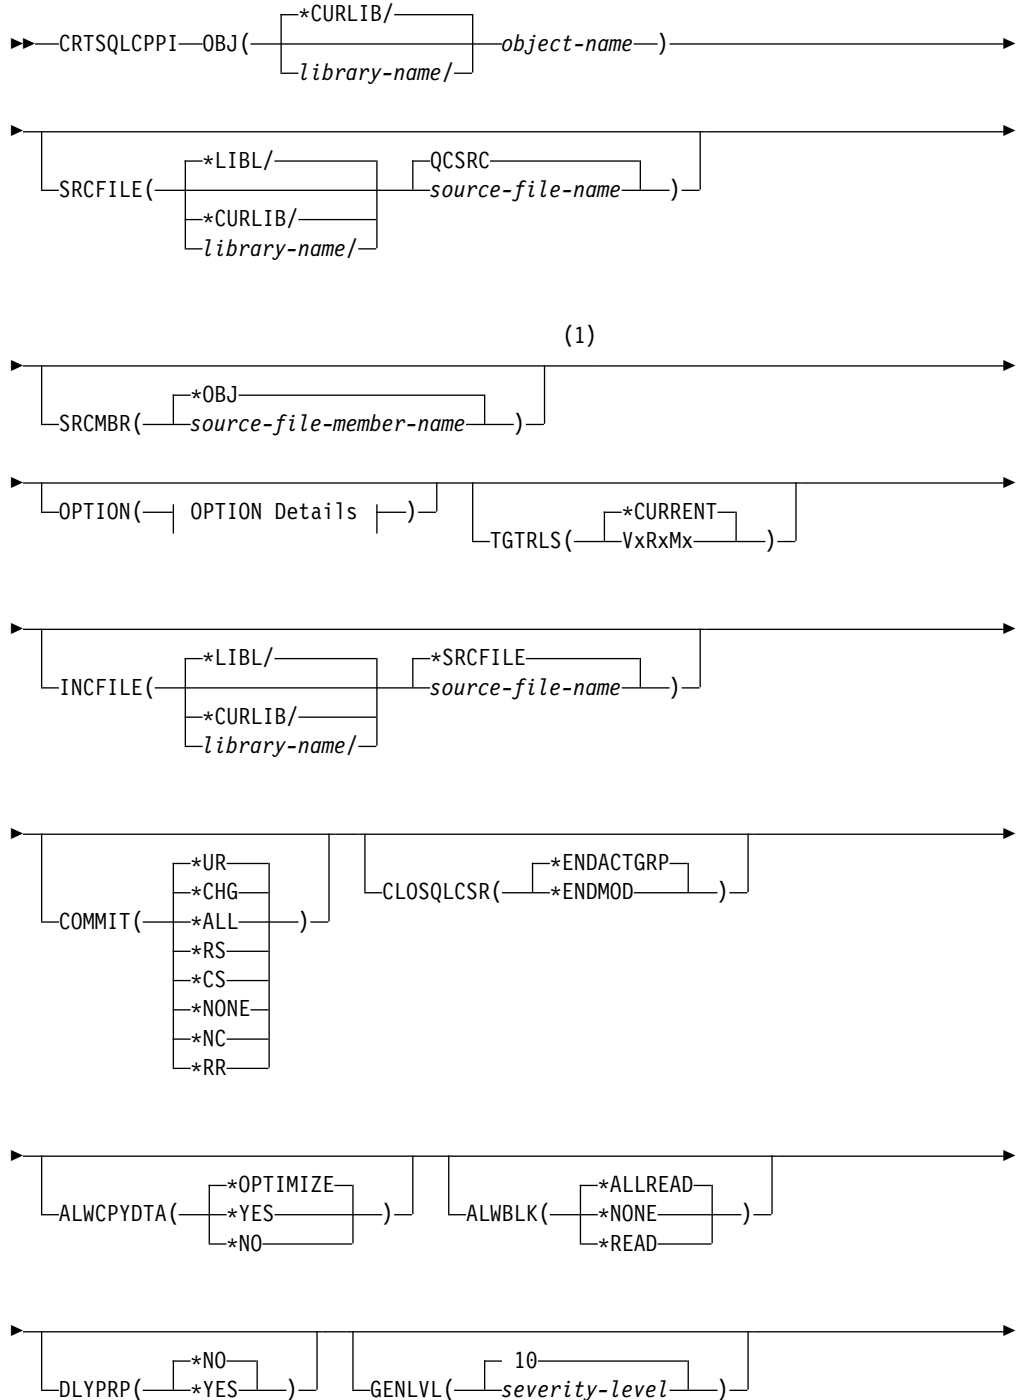 *CURLIB/
CRTSQLCPPI OBJ( object-name )
library-name/
*LIBL/ QCSRC
SRCFILE( source-file-name )
*CURLIB/
library-name/
(1)
*OBJ
SRCMBR( source-file-member-name )
OPTION( OPTION Details ) *CURRENT
TGTRLS( VxRxMx )
*LIBL/ *SRCFILE
INCFILE( source-file-name )
*CURLIB/
library-name/
*UR *ENDACTGRP
*CHG CLOSQLCSR( *ENDMOD )
COMMIT( *ALL )
*RS
*CS
*NONE
*NC
*RR
*OPTIMIZE *ALLREAD
ALWCPYDTA( *YES ) ALWBLK( *NONE )
*NO *READ
*NO 10
DLYPRP( *YES ) GENLVL( severity-level )